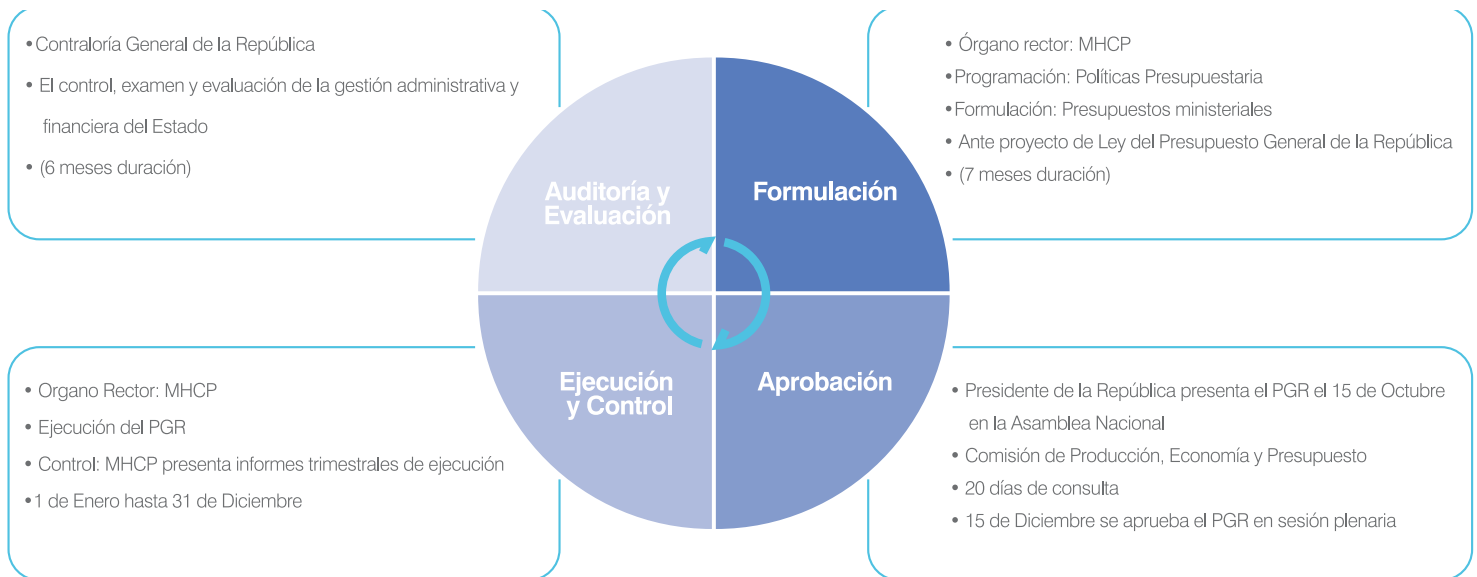 • Contraloría General de la República
• El control, examen y evaluación de la gestión administrativa y
financiera del Estado
• (6 meses duración)
Auditoría y
Evaluación
Formulación
• Órgano rector: MHCP
• Programación: Políticas Presupuestaria
• Formulación: Presupuestos ministeriales
• Ante proyecto de Ley del Presupuesto General de la República
• (7 meses duración)
• Organo Rector: MHCP
• Ejecución del PGR
• Control: MHCP presenta informes trimestrales de ejecución
• 1 de Enero hasta 31 de Diciembre
Ejecución
y Control
Aprobación
• Presidente de la República presenta el PGR el 15 de Octubre
en la Asamblea Nacional
• Comisión de Producción, Economía y Presupuesto
• 20 días de consulta
• 15 de Diciembre se aprueba el PGR en sesión plenaria